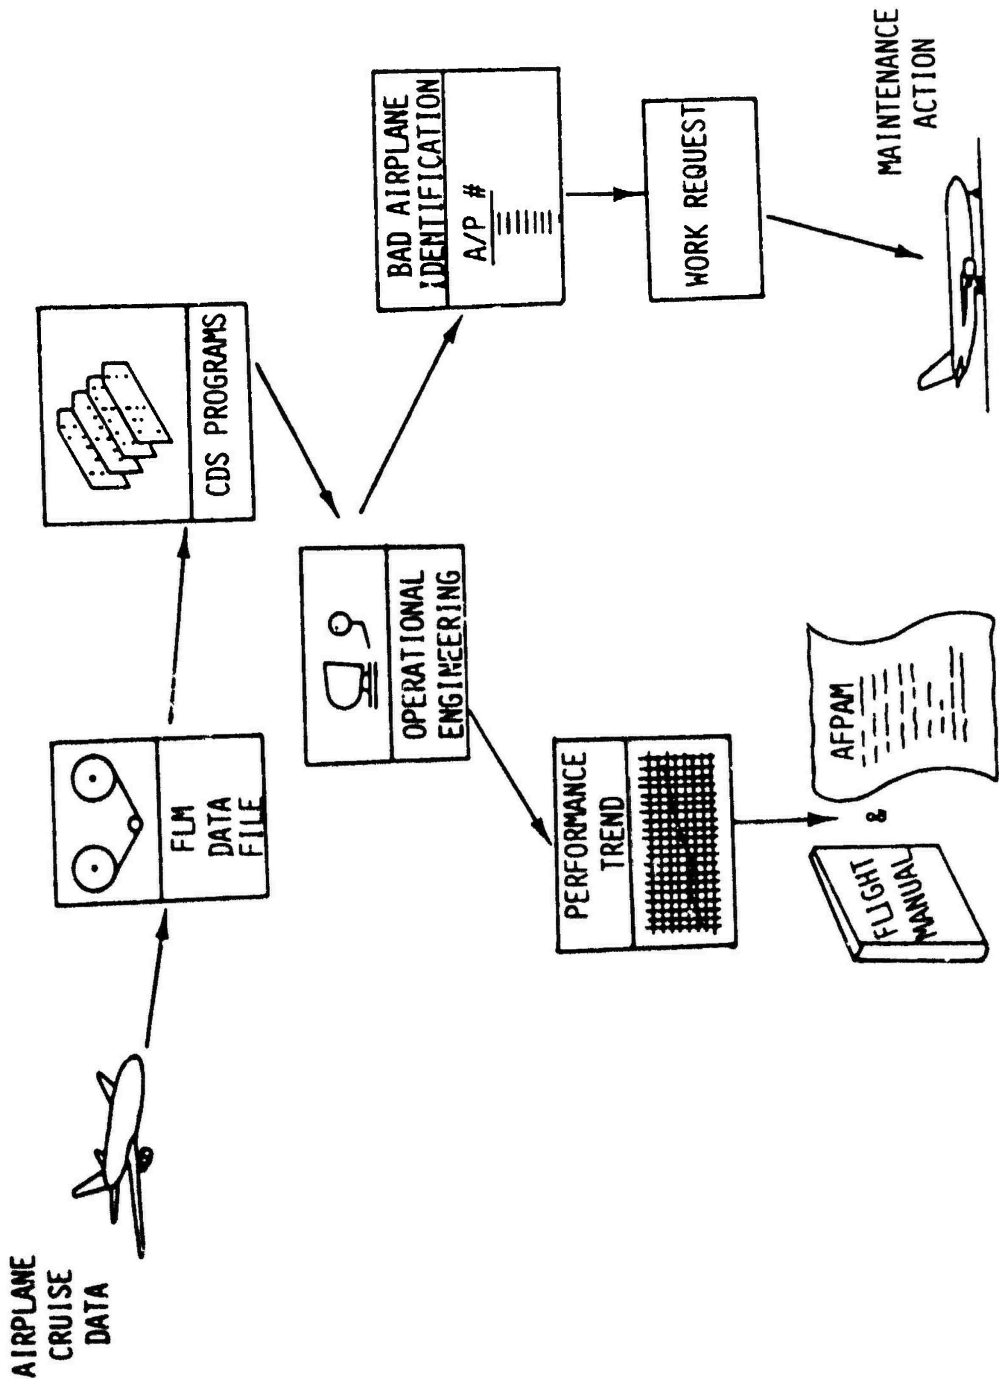 AIRPLANE
CRUISE
DATA
FLM
DATA
FILE
CDS PROGRAMS
OPERATIONAL
ENGINEERING
PERFORMANCE
TREND
FLIGHT
MANUAL
&
AFPAM
BAD AIRPLANE
IDENTIFICATION
A/P #
WORK REQUEST
MAINTENANCE
ACTION